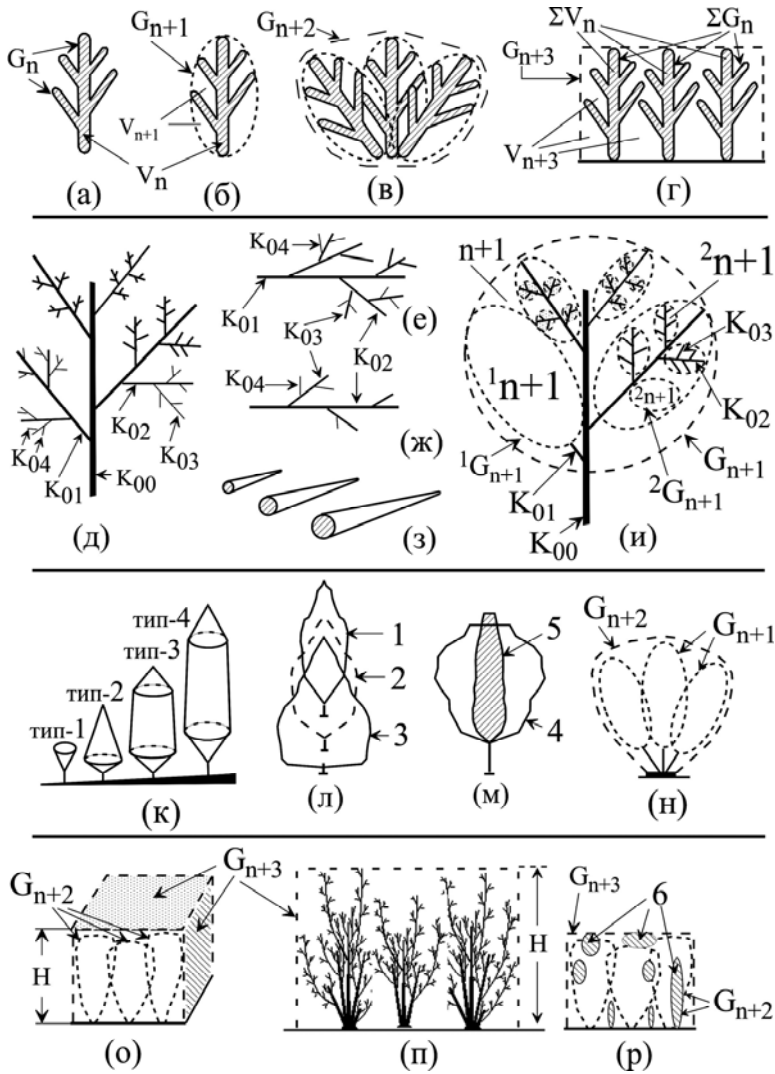 Gₙ
Vₙ
(а)
Gₙ₊₁
Vₙ₊₁
(б)
Gₙ₊₂
(в)
ΣVₙ
ΣGₙ
Gₙ₊₃
Vₙ₊₃
(г)
K₀₂
K₀₄
K₀₃
K₀₁
K₀₀
(д)
K₀₄
K₀₁
K₀₃
(е)
K₀₂
K₀₄
(ж)
(з)
n+1
²n+1
K₀₃
¹n+1
²n+1
K₀₂
¹Gₙ₊₁
Gₙ₊₁
²Gₙ₊₁
K₀₁
K₀₀
(и)
тип-4
тип-3
тип-2
тип-1
(к)
1
2
3
(л)
5
4
(м)
Gₙ₊₂
Gₙ₊₁
(н)
Gₙ₊₂
Gₙ₊₃
H
(о)
H
(п)
Gₙ₊₃
6
Gₙ₊₂
(р)